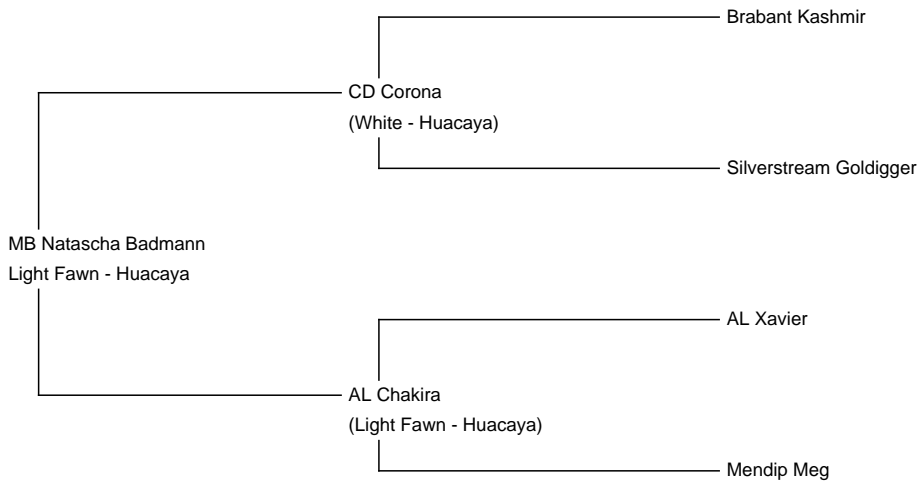 Brabant Kashmir
CD Corona
(White - Huacaya)
Silverstream Goldigger
MB Natascha Badmann
Light Fawn - Huacaya
AL Xavier
AL Chakira
(Light Fawn - Huacaya)
Mendip Meg